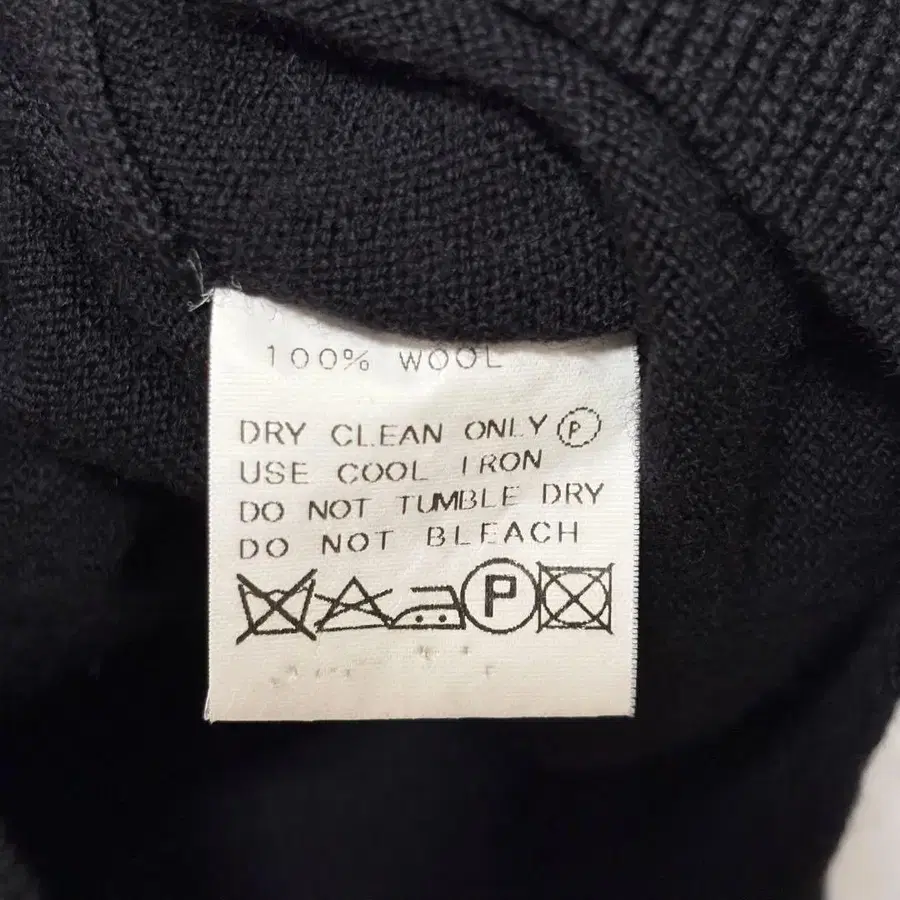 100% WOOL
DRY CLEAN ONLY Ⓟ
USE COOL IRON
DO NOT TUMBLE DRY
DO NOT BLEACH
P